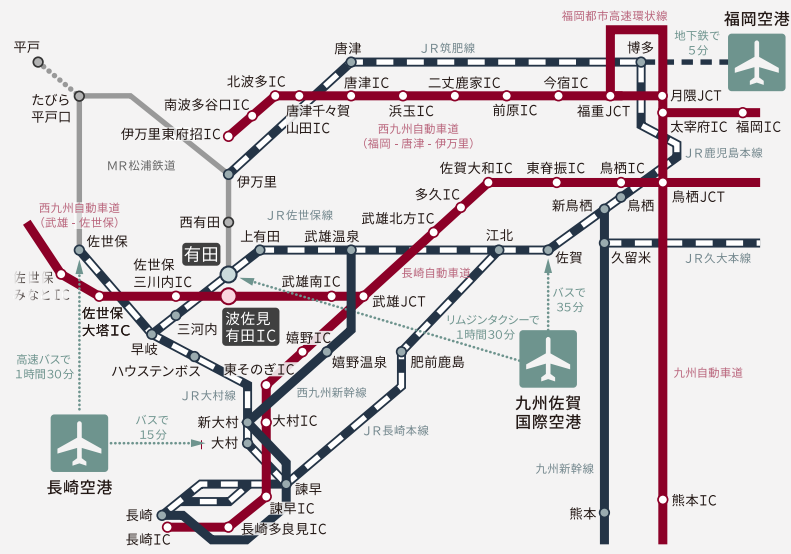 福岡都市高速環状線
福岡空港
地下鉄で
5分
平戸
唐津
JR筑肥線
博多
たびら
平戸口
北波多IC
唐津IC
二丈鹿家IC
今宿IC
月隈JCT
南波多谷口IC
唐津千々賀
山田IC
浜玉IC
前原IC
福重JCT
太宰府IC
福岡IC
伊万里東府招IC
西九州自動車道
(福岡 - 唐津 - 伊万里)
JR鹿児島本線
MR松浦鉄道
伊万里
佐賀大和IC
東脊振IC
鳥栖IC
鳥栖JCT
多久IC
新鳥栖
鳥栖
西九州自動車道
(武雄 - 佐世保)
西有田
JR佐世保線
武雄北方IC
佐世保
有田
上有田
武雄温泉
江北
佐賀
久留米
JR久大本線
佐世保
みなとIC
佐世保
三川内IC
武雄南IC
長崎自動車道
武雄JCT
バスで
35分
佐世保
大塔IC
三河内
波佐見
有田IC
リムジンタクシーで
1時間30分
早岐
嬉野IC
高速バスで
1時間30分
ハウステンボス
東そのぎIC
嬉野温泉
肥前鹿島
九州自動車道
JR大村線
西九州新幹線
九州佐賀
国際空港
バスで
15分
新大村
大村IC
JR長崎本線
大村
長崎空港
九州新幹線
諫早
諫早IC
熊本IC
長崎
長崎多良見IC
熊本
長崎IC